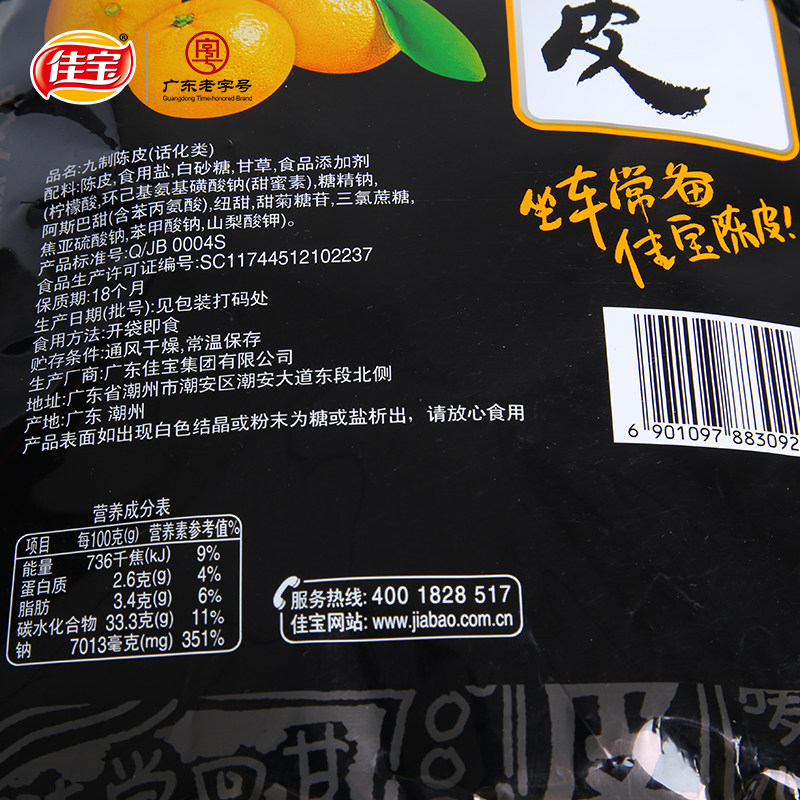 佳宝®
广东老字号
Guangdong Time-honored Brand
皮
坐车常备
佳宝陈皮!
品名:九制陈皮(话化类)
配料:陈皮,食用盐,白砂糖,甘草,食品添加剂
(柠檬酸,环己基氨基磺酸钠(甜蜜素),糖精钠,
阿斯巴甜(含苯丙氨酸),纽甜,甜菊糖苷,三氯蔗糖,
焦亚硫酸钠,苯甲酸钠,山梨酸钾)。
产品标准号:Q/JB 0004S
食品生产许可证编号:SC11744512102237
保质期:18个月
生产日期(批号):见包装打码处
食用方法:开袋即食
贮存条件:通风干燥,常温保存
生产厂商:广东佳宝集团有限公司
地址:广东省潮州市潮安区潮安大道东段北侧
产地:广东 潮州
产品表面如出现白色结晶或粉末为糖或盐析出，请放心食用
6 901097 883092
营养成分表
项目 每100克(g) 营养素参考值%
能量 736千焦(kJ) 9%
蛋白质 2.6克(g) 4%
脂肪 3.4克(g) 6%
碳水化合物 33.3克(g) 11%
钠 7013毫克(mg) 351%
服务热线: 400 1828 517
佳宝网站: www.jiabao.com.cn
尝回甘